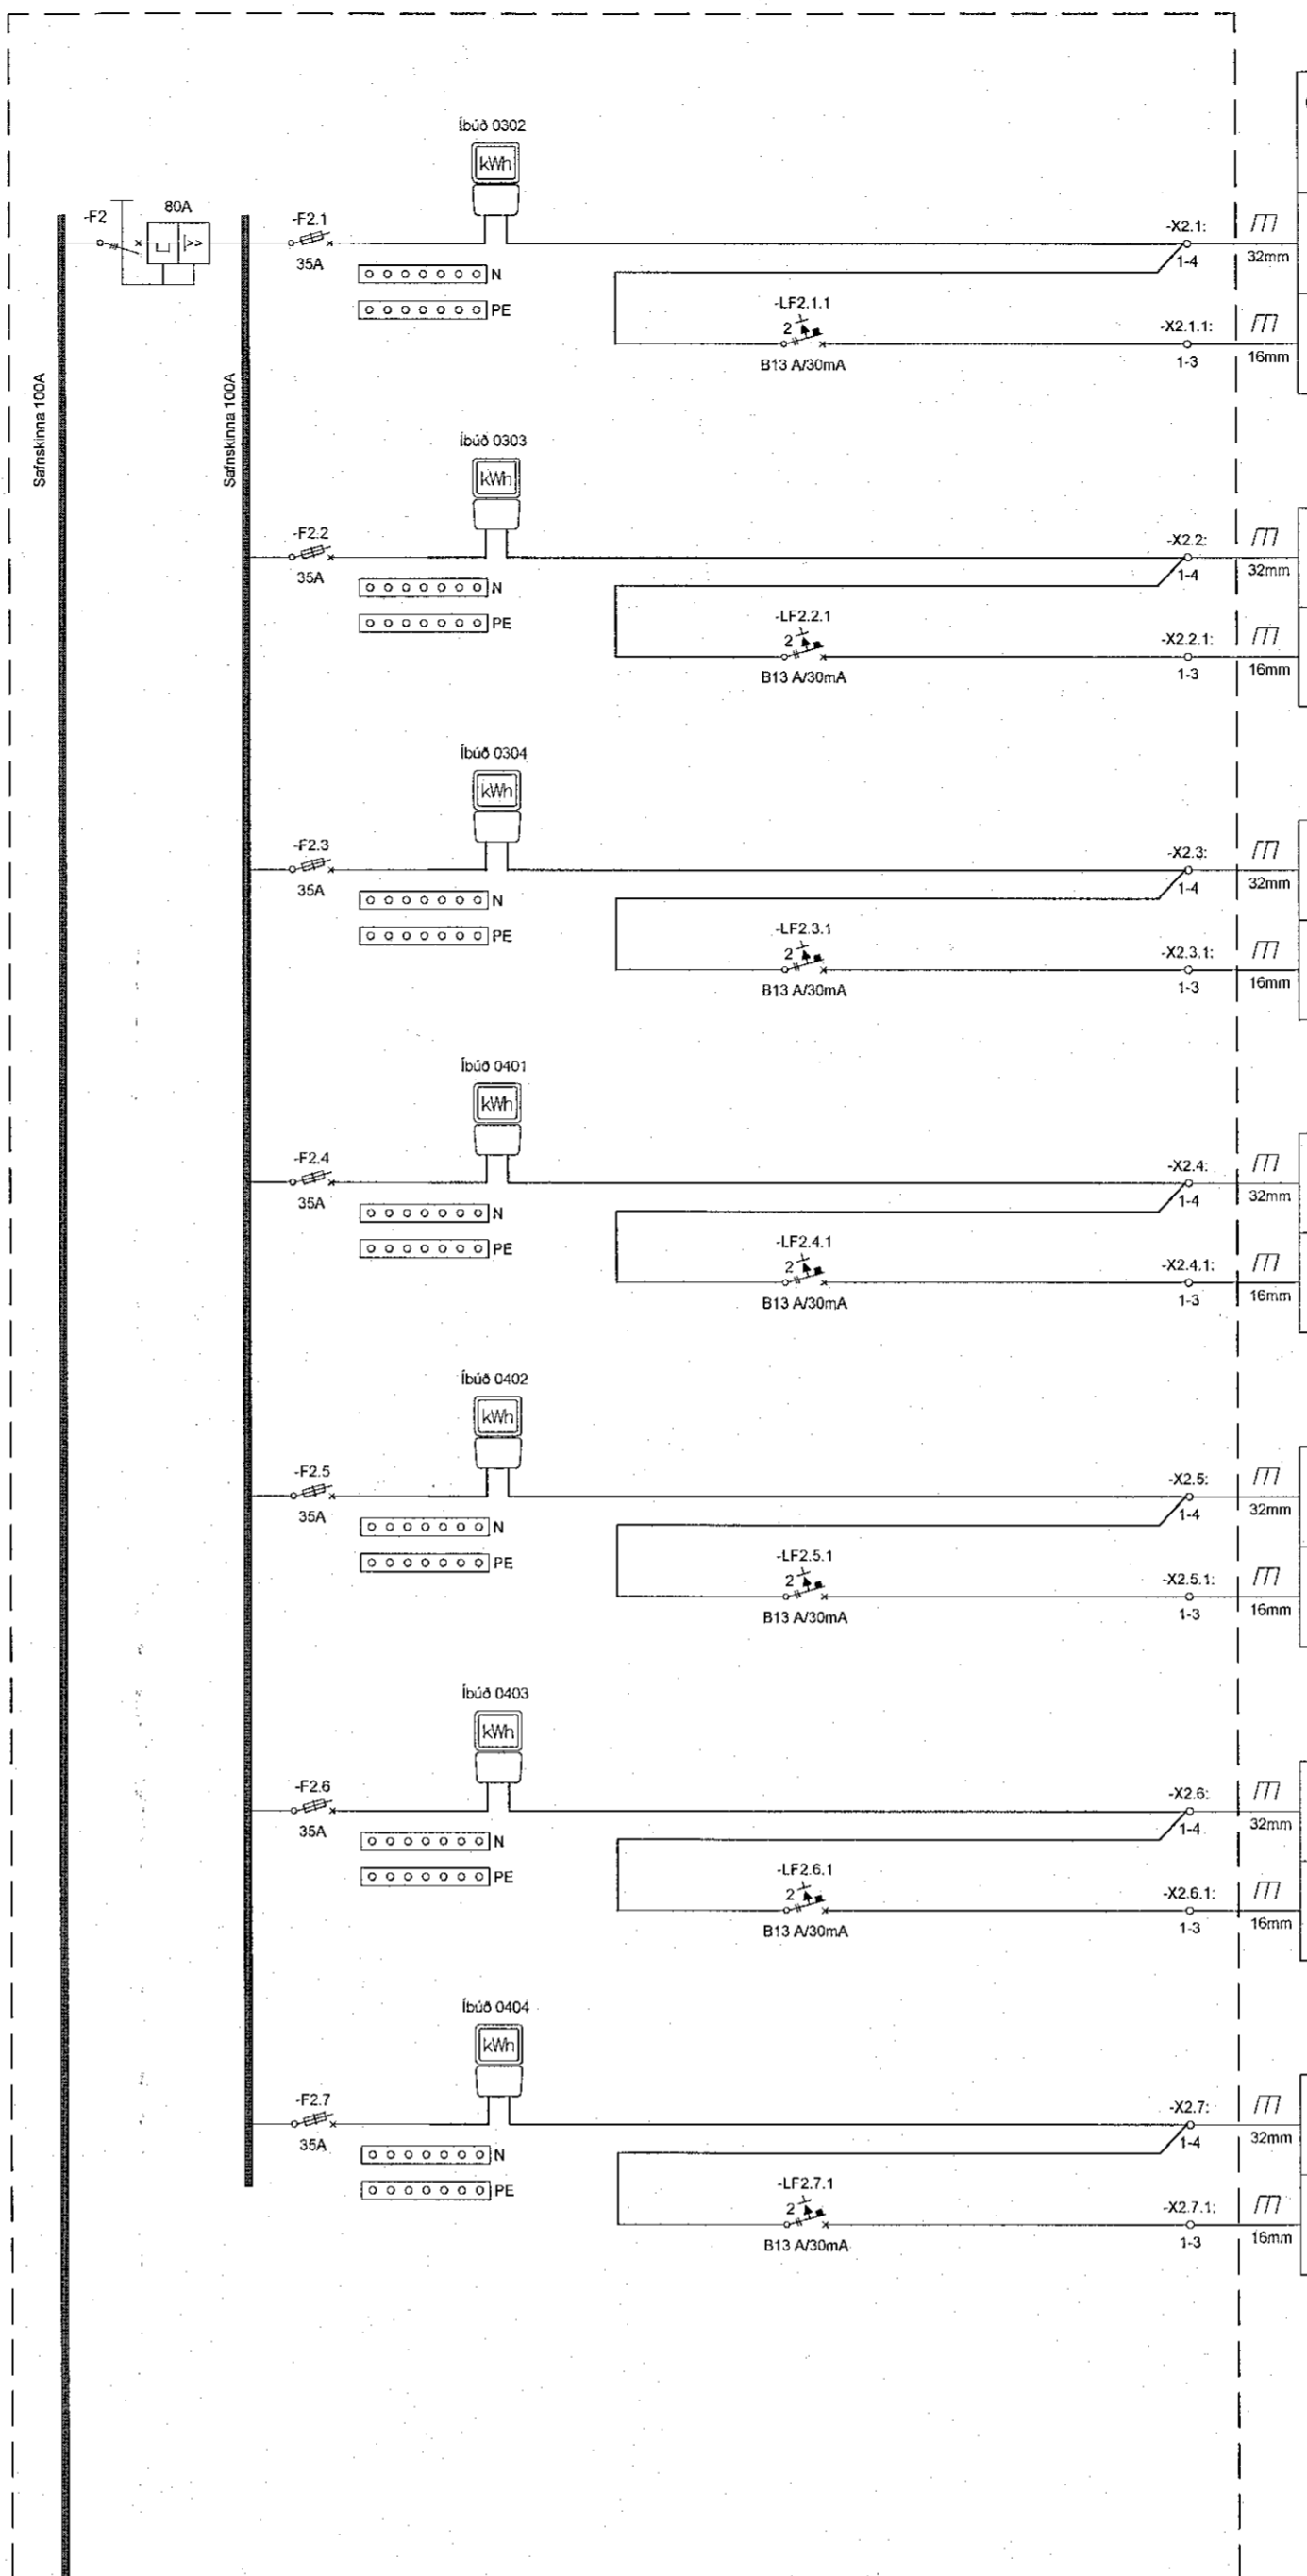 Safnskinna 100A
-F2
80A
Safnskinna 100A
Íbúð 0302
kWh
-F2.1
35A
N
PE
-X2.1:
1-4
32mm
-LF2.1.1
2
B13 A/30mA
-X2.1.1:
1-3
16mm
Íbúð 0303
kWh
-F2.2
35A
N
PE
-X2.2:
1-4
32mm
-LF2.2.1
2
B13 A/30mA
-X2.2.1:
1-3
16mm
Íbúð 0304
kWh
-F2.3
35A
N
PE
-X2.3:
1-4
32mm
-LF2.3.1
2
B13 A/30mA
-X2.3.1:
1-3
16mm
Íbúð 0401
kWh
-F2.4
35A
N
PE
-X2.4:
1-4
32mm
-LF2.4.1
2
B13 A/30mA
-X2.4.1:
1-3
16mm
Íbúð 0402
kWh
-F2.5
35A
N
PE
-X2.5:
1-4
32mm
-LF2.5.1
2
B13 A/30mA
-X2.5.1:
1-3
16mm
Íbúð 0403
kWh
-F2.6
35A
N
PE
-X2.6:
1-4
32mm
-LF2.6.1
2
B13 A/30mA
-X2.6.1:
1-3
16mm
Íbúð 0404
kWh
-F2.7
35A
N
PE
-X2.7:
1-4
32mm
-LF2.7.1
2
B13 A/30mA
-X2.7.1:
1-3
16mm